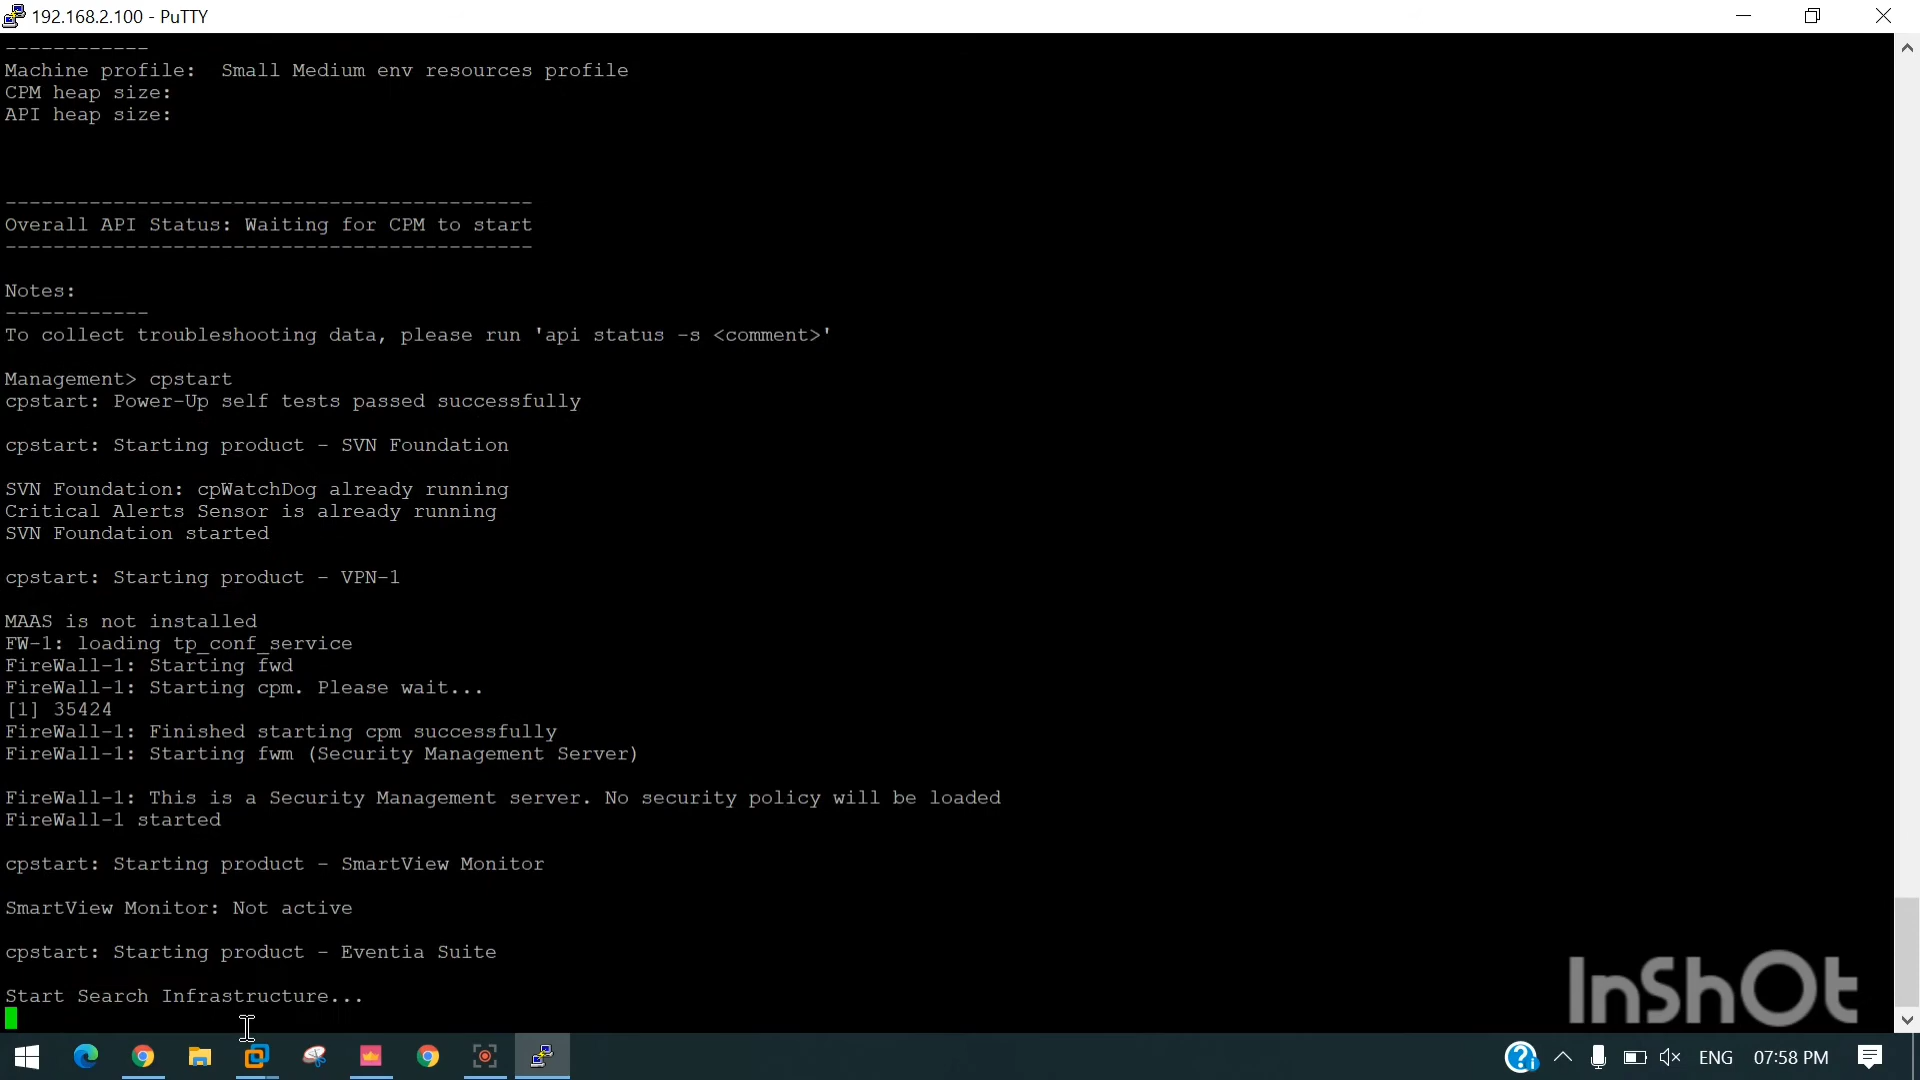 192.168.2.100 - PuTTY
------------
Machine profile:  Small Medium env resources profile
CPM heap size:
API heap size:
--------------------------------------------
Overall API Status: Waiting for CPM to start
--------------------------------------------
Notes:
------------
To collect troubleshooting data, please run 'api status -s <comment>'
Management> cpstart
cpstart: Power-Up self tests passed successfully
cpstart: Starting product - SVN Foundation
SVN Foundation: cpWatchDog already running
Critical Alerts Sensor is already running
SVN Foundation started
cpstart: Starting product - VPN-1
MAAS is not installed
FW-1: loading tp_conf_service
FireWall-1: Starting fwd
FireWall-1: Starting cpm. Please wait...
[1] 35424
FireWall-1: Finished starting cpm successfully
FireWall-1: Starting fwm (Security Management Server)
FireWall-1: This is a Security Management server. No security policy will be loaded
FireWall-1 started
cpstart: Starting product - SmartView Monitor
SmartView Monitor: Not active
cpstart: Starting product - Eventia Suite
Start Search Infrastructure...
InShOt
ENG 07:58 PM